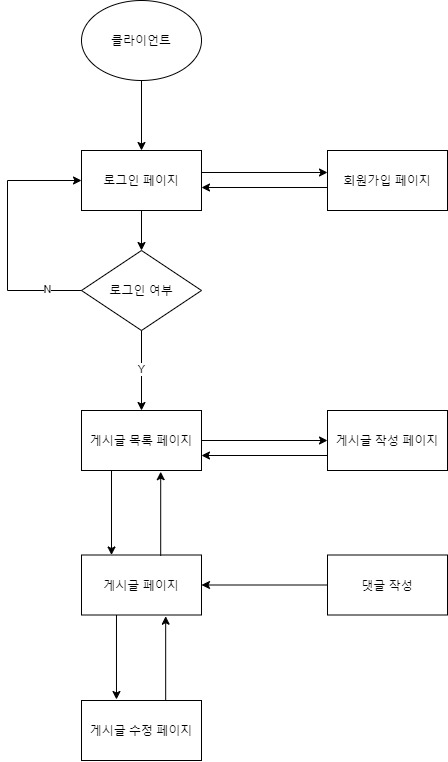 클라이언트
로그인 페이지
회원가입 페이지
N
로그인 여부
Y
게시글 목록 페이지
게시글 작성 페이지
게시글 페이지
댓글 작성
게시글 수정 페이지